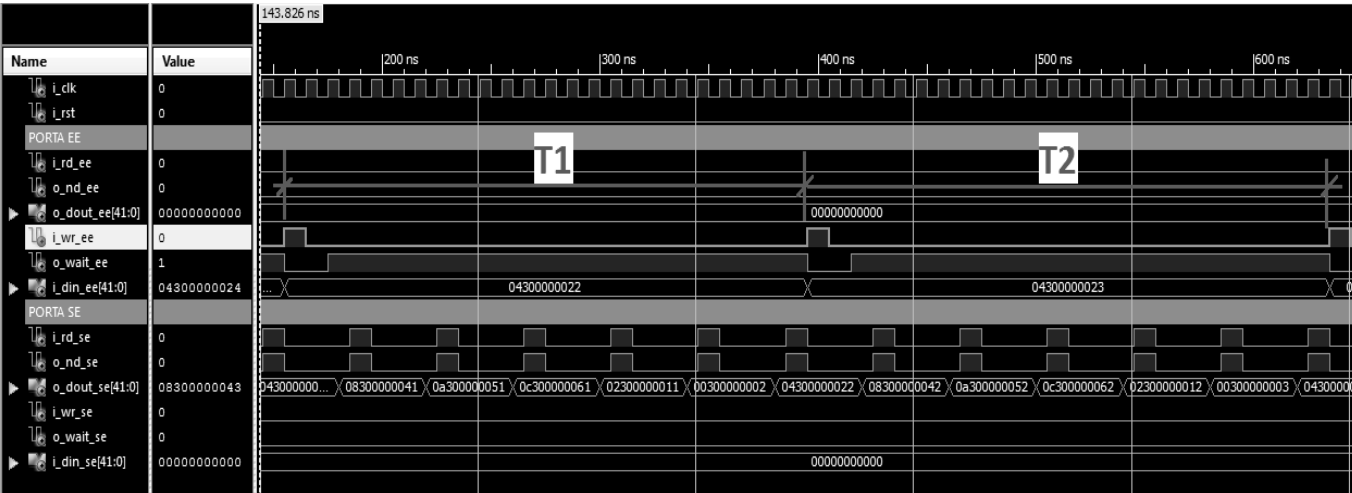 143.826 ns
Name Value 200 ns 300 ns 400 ns 500 ns 600 ns
i_clk 0
i_rst 0
PORTA EE
T1 T2
i_rd_ee 0
o_nd_ee 0
o_dout_ee[41:0] 00000000000 00000000000
i_wr_ee 0
o_wait_ee 1
i_din_ee[41:0] 04300000024 ... 04300000022 04300000023 0
PORTA SE
i_rd_se 0
o_nd_se 0
o_dout_se[41:0] 08300000043 043000000... 08300000041 0a300000051 0c300000061 02300000011 00300000002 04300000022 08300000042 0a300000052 0c300000062 02300000012 00300000003 0430000
i_wr_se 0
o_wait_se 0
i_din_se[41:0] 00000000000 00000000000